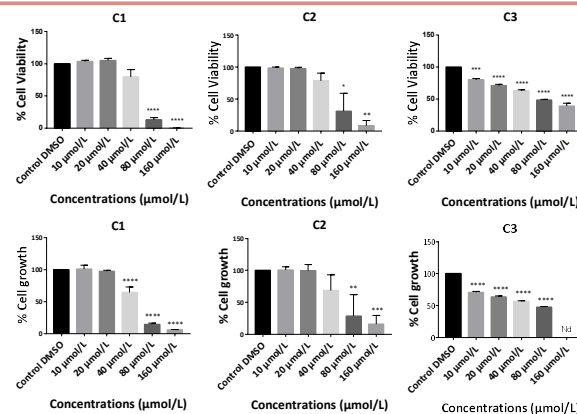 C1
% Cell Viability
150
100
50
0
****
****
Control DMSO
10 µmol/L
20 µmol/L
40 µmol/L
80 µmol/L
160 µmol/L
Concentrations (µmol/L)
C2
% Cell Viability
150
100
50
0
*
**
Control DMSO
10 µmol/L
20 µmol/L
40 µmol/L
80 µmol/L
160 µmol/L
Concentrations (µmol/L)
C3
% Cell Viability
150
100
50
0
***
****
****
****
****
Control DMSO
10 µmol/L
20 µmol/L
40 µmol/L
80 µmol/L
160 µmol/L
Concentrations (µmol/L)
C1
% Cell growth
150
100
50
0
****
****
****
Control DMSO
10 µmol/L
20 µmol/L
40 µmol/L
80 µmol/L
160 µmol/L
Concentrations (µmol/L)
C2
% Cell growth
150
100
50
0
**
***
Control DMSO
10 µmol/L
20 µmol/L
40 µmol/L
80 µmol/L
160 µmol/L
Concentrations (µmol/L)
C3
% Cell growth
150
100
50
0
****
****
****
****
Nd
Control DMSO
10 µmol/L
20 µmol/L
40 µmol/L
80 µmol/L
160 µmol/L
Concentrations (µmol/L)